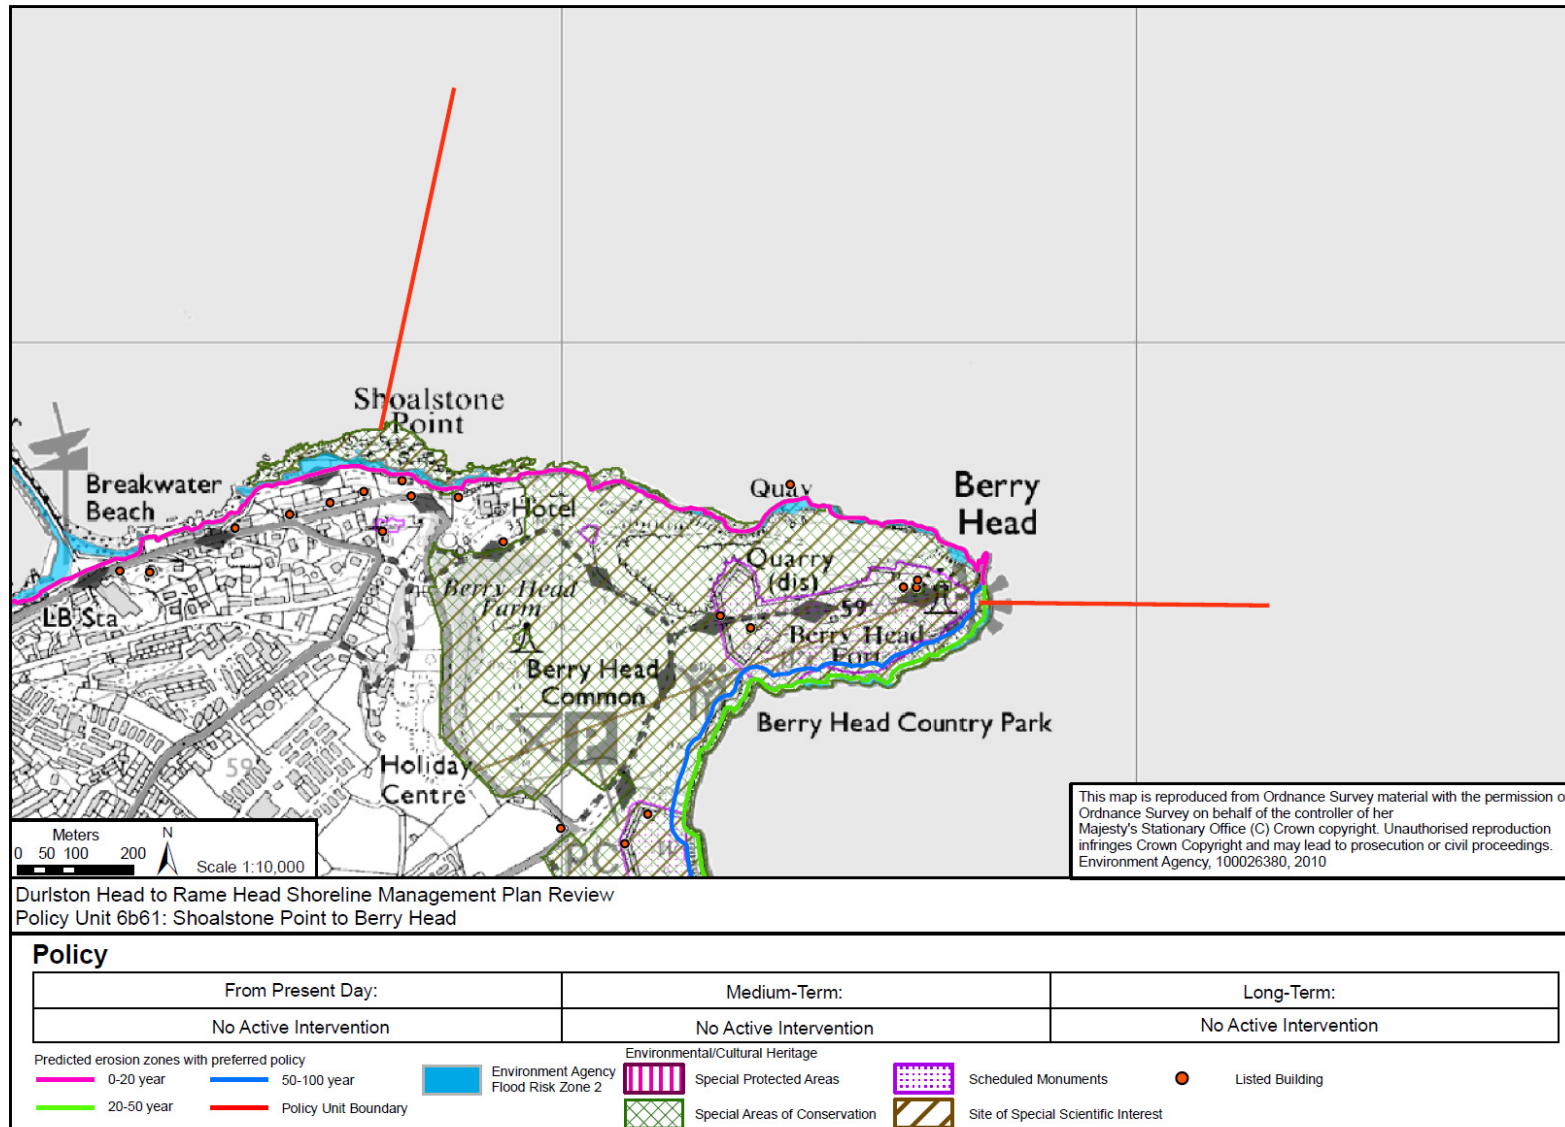 Shoalstone
Point
Breakwater
Beach
Hotel
Quay
Berry
Head
Quarry
(dis)
59
Berry Head
Farm
LB Sta
Berry Head
Fort
Berry Head
Common
Berry Head Country Park
Holiday
Centre
59
Meters
0 50 100 200
N
Scale 1:10,000
This map is reproduced from Ordnance Survey material with the permission o
Ordnance Survey on behalf of the controller of her
Majesty's Stationary Office (C) Crown copyright. Unauthorised reproduction
infringes Crown Copyright and may lead to prosecution or civil proceedings.
Environment Agency, 100026380, 2010
Durlston Head to Rame Head Shoreline Management Plan Review
Policy Unit 6b61: Shoalstone Point to Berry Head
Policy
From Present Day: Medium-Term: Long-Term:
No Active Intervention No Active Intervention No Active Intervention
Predicted erosion zones with preferred policy
0-20 year
50-100 year
20-50 year
Policy Unit Boundary
Environment Agency
Flood Risk Zone 2
Environmental/Cultural Heritage
Special Protected Areas
Scheduled Monuments
Listed Building
Special Areas of Conservation
Site of Special Scientific Interest